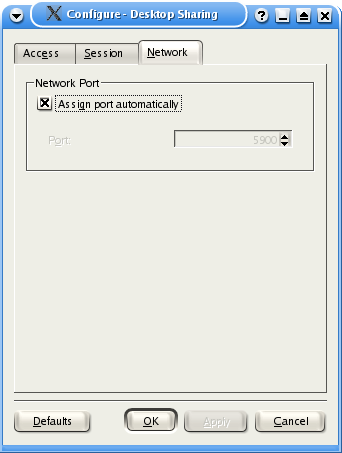 Configure - Desktop Sharing
Access Session Network
Network Port
Assign port automatically
Port: 5900
Defaults OK Apply Cancel